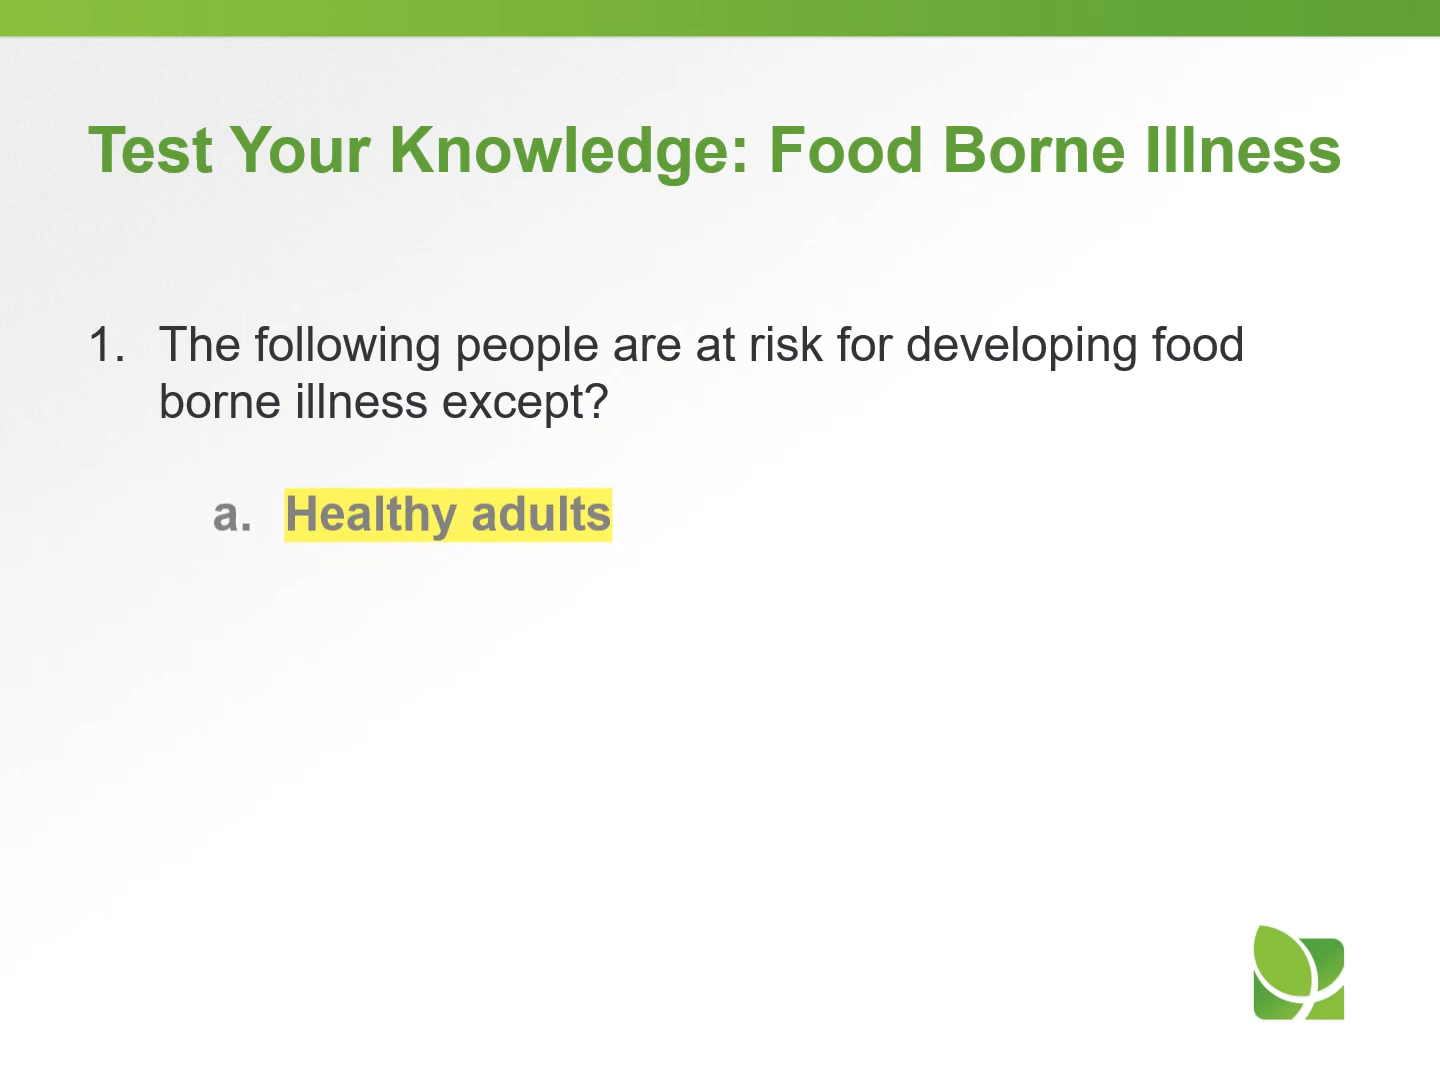 Test Your Knowledge: Food Borne Illness
1. The following people are at risk for developing food
borne illness except?
a. Healthy adults